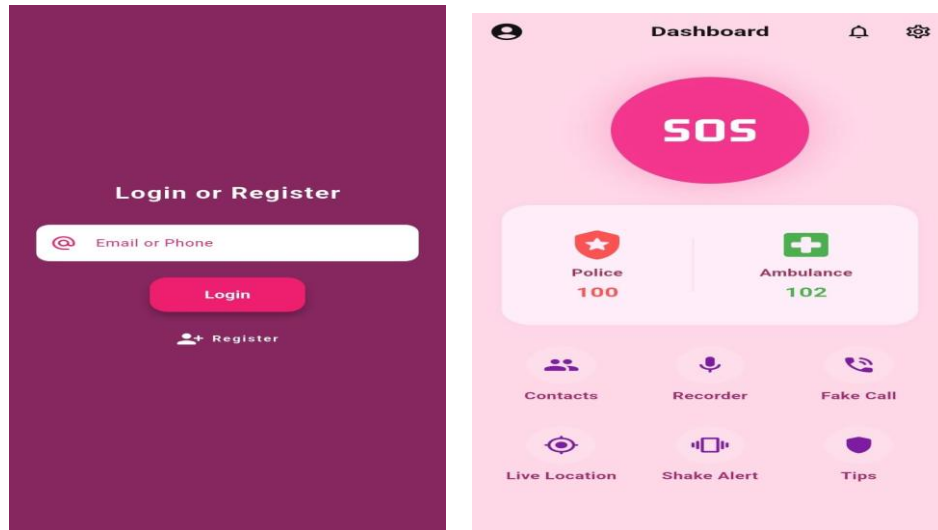 Login or Register
Email or Phone
Login
Register
Dashboard
SOS
Police
100
Ambulance
102
Contacts
Recorder
Fake Call
Live Location
Shake Alert
Tips